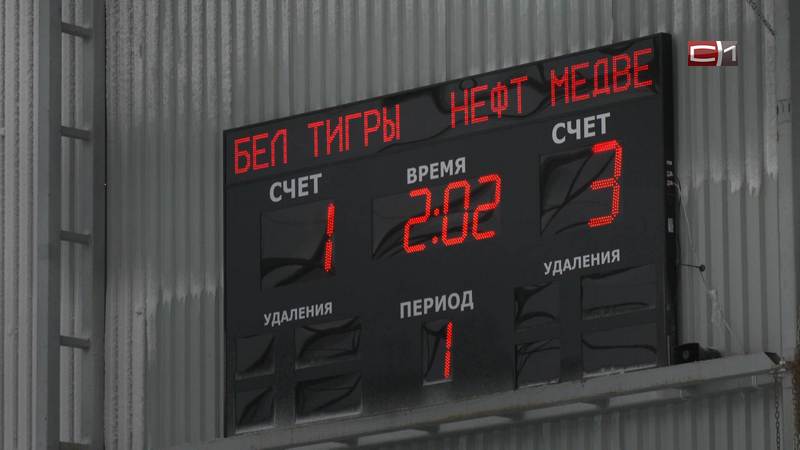 С1
БЕЛ ТИГРЫ НЕФТ МЕДВЕ
СЧЕТ ВРЕМЯ СЧЕТ
1 2:02 3
УДАЛЕНИЯ ПЕРИОД УДАЛЕНИЯ
1